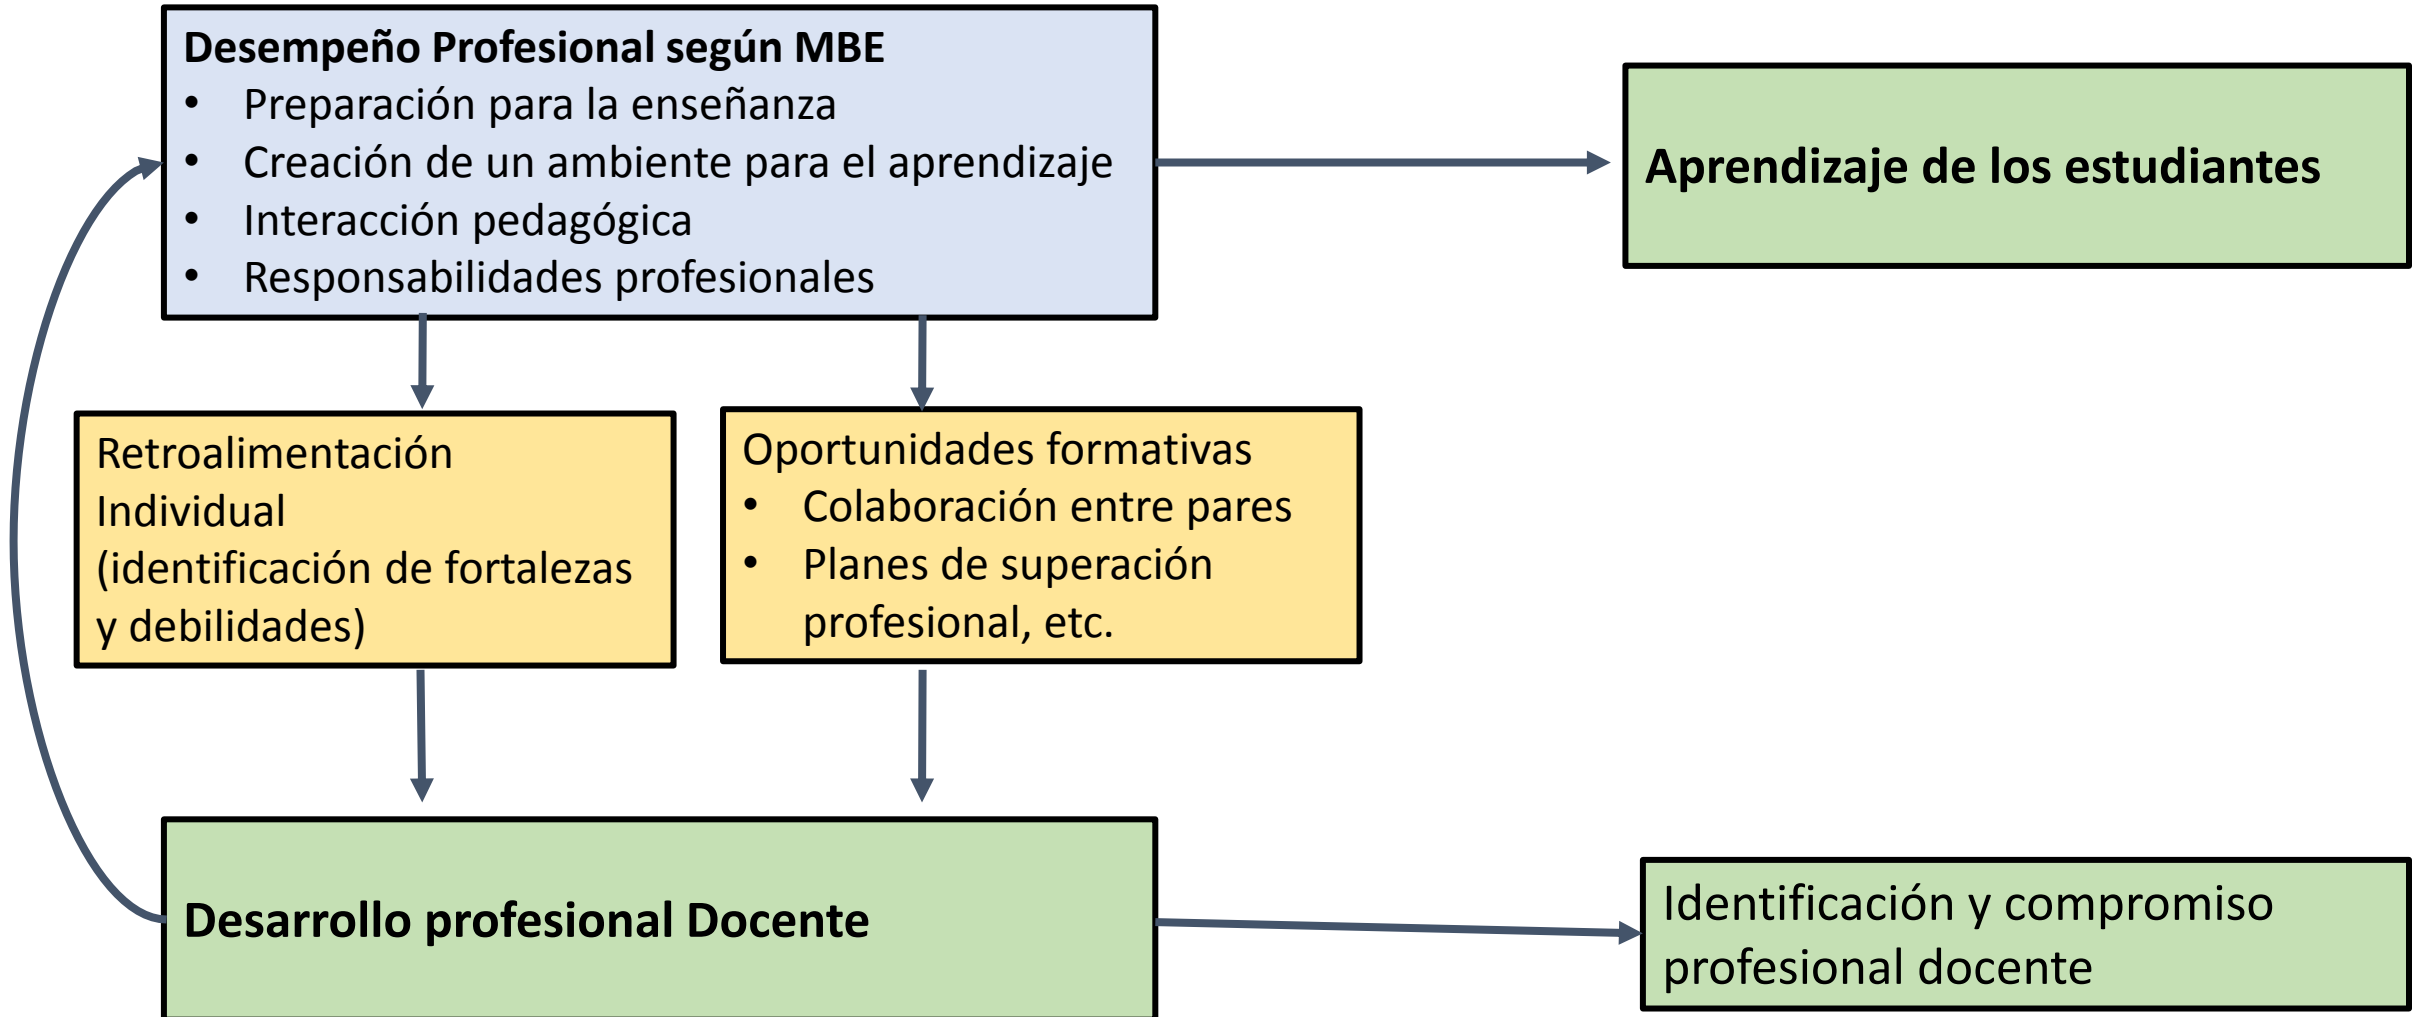 Desempeño Profesional según MBE
• Preparación para la enseñanza
• Creación de un ambiente para el aprendizaje
• Interacción pedagógica
• Responsabilidades profesionales
Aprendizaje de los estudiantes
Retroalimentación
Individual
(identificación de fortalezas
y debilidades)
Oportunidades formativas
• Colaboración entre pares
• Planes de superación
profesional, etc.
Desarrollo profesional Docente
Identificación y compromiso
profesional docente